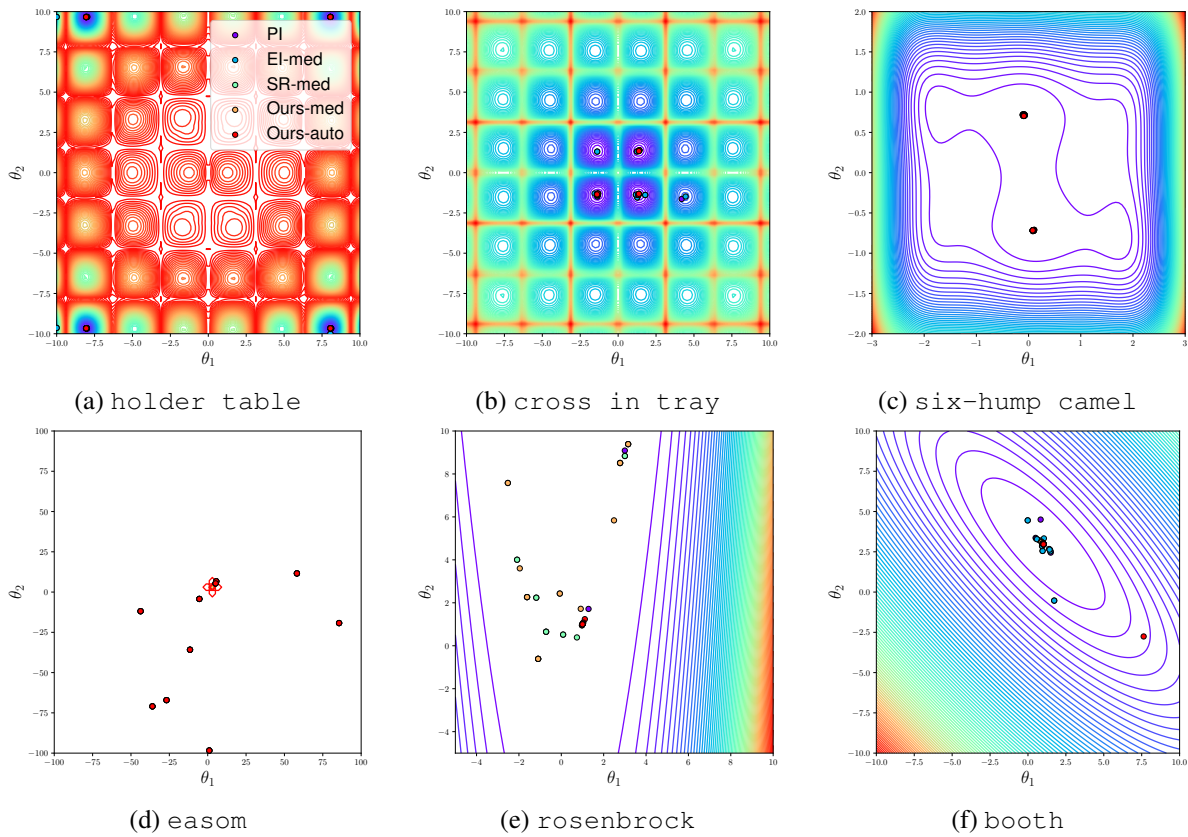 10.0
7.5
5.0
2.5
0.0
−2.5
−5.0
−7.5
−10.0
θ2
−10.0 −7.5 −5.0 −2.5 0.0 2.5 5.0 7.5 10.0
θ1
PI
EI-med
SR-med
Ours-med
Ours-auto
(a) holder table
10.0
7.5
5.0
2.5
0.0
−2.5
−5.0
−7.5
−10.0
θ2
−10.0 −7.5 −5.0 −2.5 0.0 2.5 5.0 7.5 10.0
θ1
(b) cross in tray
2.0
1.5
1.0
0.5
0.0
−0.5
−1.0
−1.5
−2.0
θ2
−3 −2 −1 0 1 2 3
θ1
(c) six-hump camel
100
75
50
25
0
−25
−50
−75
−100
θ2
−100 −75 −50 −25 0 25 50 75 100
θ1
(d) easom
10
8
6
4
2
0
−2
−4
θ2
−4 −2 0 2 4 6 8 10
θ1
(e) rosenbrock
10.0
7.5
5.0
2.5
0.0
−2.5
−5.0
−7.5
−10.0
θ2
−10.0 −7.5 −5.0 −2.5 0.0 2.5 5.0 7.5 10.0
θ1
(f) booth